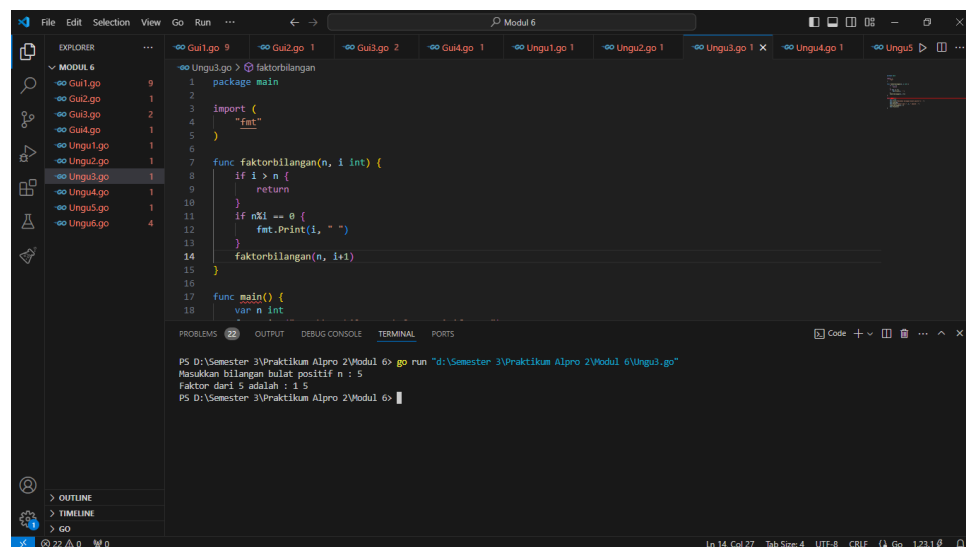 File Edit Selection View Go Run ··· ← → Modul 6
EXPLORER ···
MODUL 6
Gui1.go 9
Gui2.go 1
Gui3.go 2
Gui4.go 1
Ungu1.go 1
Ungu2.go 1
Ungu3.go 1
Ungu4.go 1
Ungu5.go 1
Ungu6.go 4
OUTLINE
TIMELINE
GO
Gui1.go 9 Gui2.go 1 Gui3.go 2 Gui4.go 1 Ungu1.go 1 Ungu2.go 1 Ungu3.go 1 Ungu4.go 1 Ungu5
Ungu3.go > faktorbilangan
1 package main
2
3 import (
4 "fmt"
5 )
6
7 func faktorbilangan(n, i int) {
8 if i > n {
9 return
10 }
11 if n%i == 0 {
12 fmt.Print(i, " ")
13 }
14 faktorbilangan(n, i+1)
15 }
16
17 func main() {
18 var n int
PROBLEMS 22 OUTPUT DEBUG CONSOLE TERMINAL PORTS Code
PS D:\Semester 3\Praktikum Alpro 2\Modul 6> go run "d:\Semester 3\Praktikum Alpro 2\Modul 6\Ungu3.go"
Masukkan bilangan bulat positif n : 5
Faktor dari 5 adalah : 1 5
PS D:\Semester 3\Praktikum Alpro 2\Modul 6>
22 0 0 Ln 14, Col 27 Tab Size: 4 UTF-8 CRLF Go 1.23.1